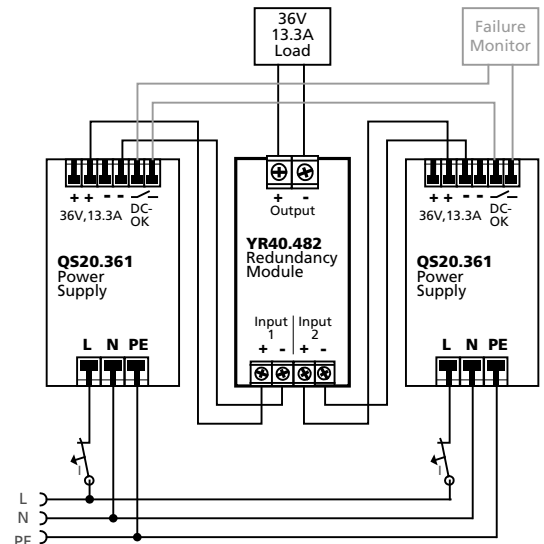 36V
13.3A
Load
Failure
Monitor
+ + - -
36V,13.3A
DC-
OK
QS20.361
Power
Supply
L N PE
+ -
Output
YR40.482
Redundancy
Module
Input
1
Input
2
+ - + -
+ + - -
36V,13.3A
DC-
OK
QS20.361
Power
Supply
L N PE
I
I
L
N
PE